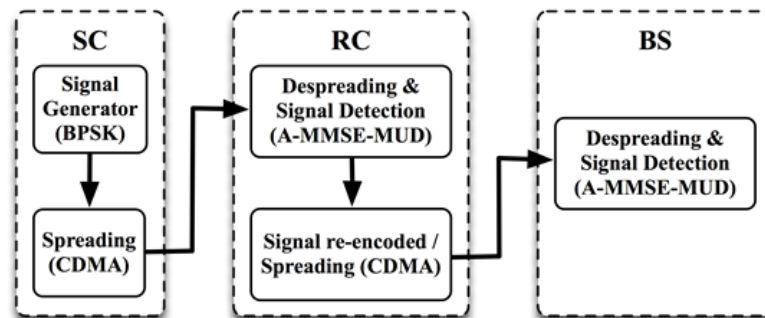 SC
Signal
Generator
(BPSK)
Spreading
(CDMA)
RC
Despreading &
Signal Detection
(A-MMSE-MUD)
Signal re-encoded /
Spreading (CDMA)
BS
Despreading &
Signal Detection
(A-MMSE-MUD)